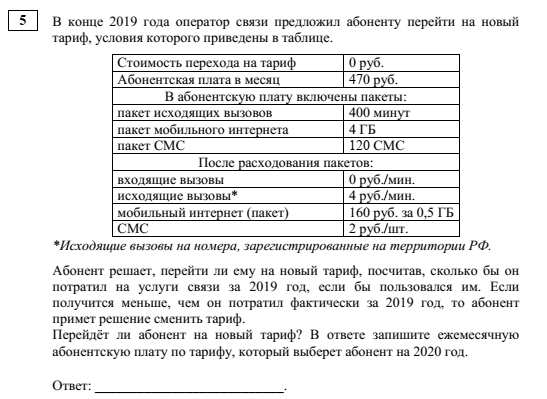 5
В конце 2019 года оператор связи предложил абоненту перейти на новый
тариф, условия которого приведены в таблице.
Стоимость перехода на тариф 0 руб.
Абонентская плата в месяц 470 руб.
В абонентскую плату включены пакеты:
пакет исходящих вызовов 400 минут
пакет мобильного интернета 4 ГБ
пакет СМС 120 СМС
После расходования пакетов:
входящие вызовы 0 руб./мин.
исходящие вызовы* 4 руб./мин.
мобильный интернет (пакет) 160 руб. за 0,5 ГБ
СМС 2 руб./шт.
*Исходящие вызовы на номера, зарегистрированные на территории РФ.
Абонент решает, перейти ли ему на новый тариф, посчитав, сколько бы он
потратил на услуги связи за 2019 год, если бы пользовался им. Если
получится меньше, чем он потратил фактически за 2019 год, то абонент
примет решение сменить тариф.
Перейдёт ли абонент на новый тариф? В ответе запишите ежемесячную
абонентскую плату по тарифу, который выберет абонент на 2020 год.
Ответ: ___________________________.